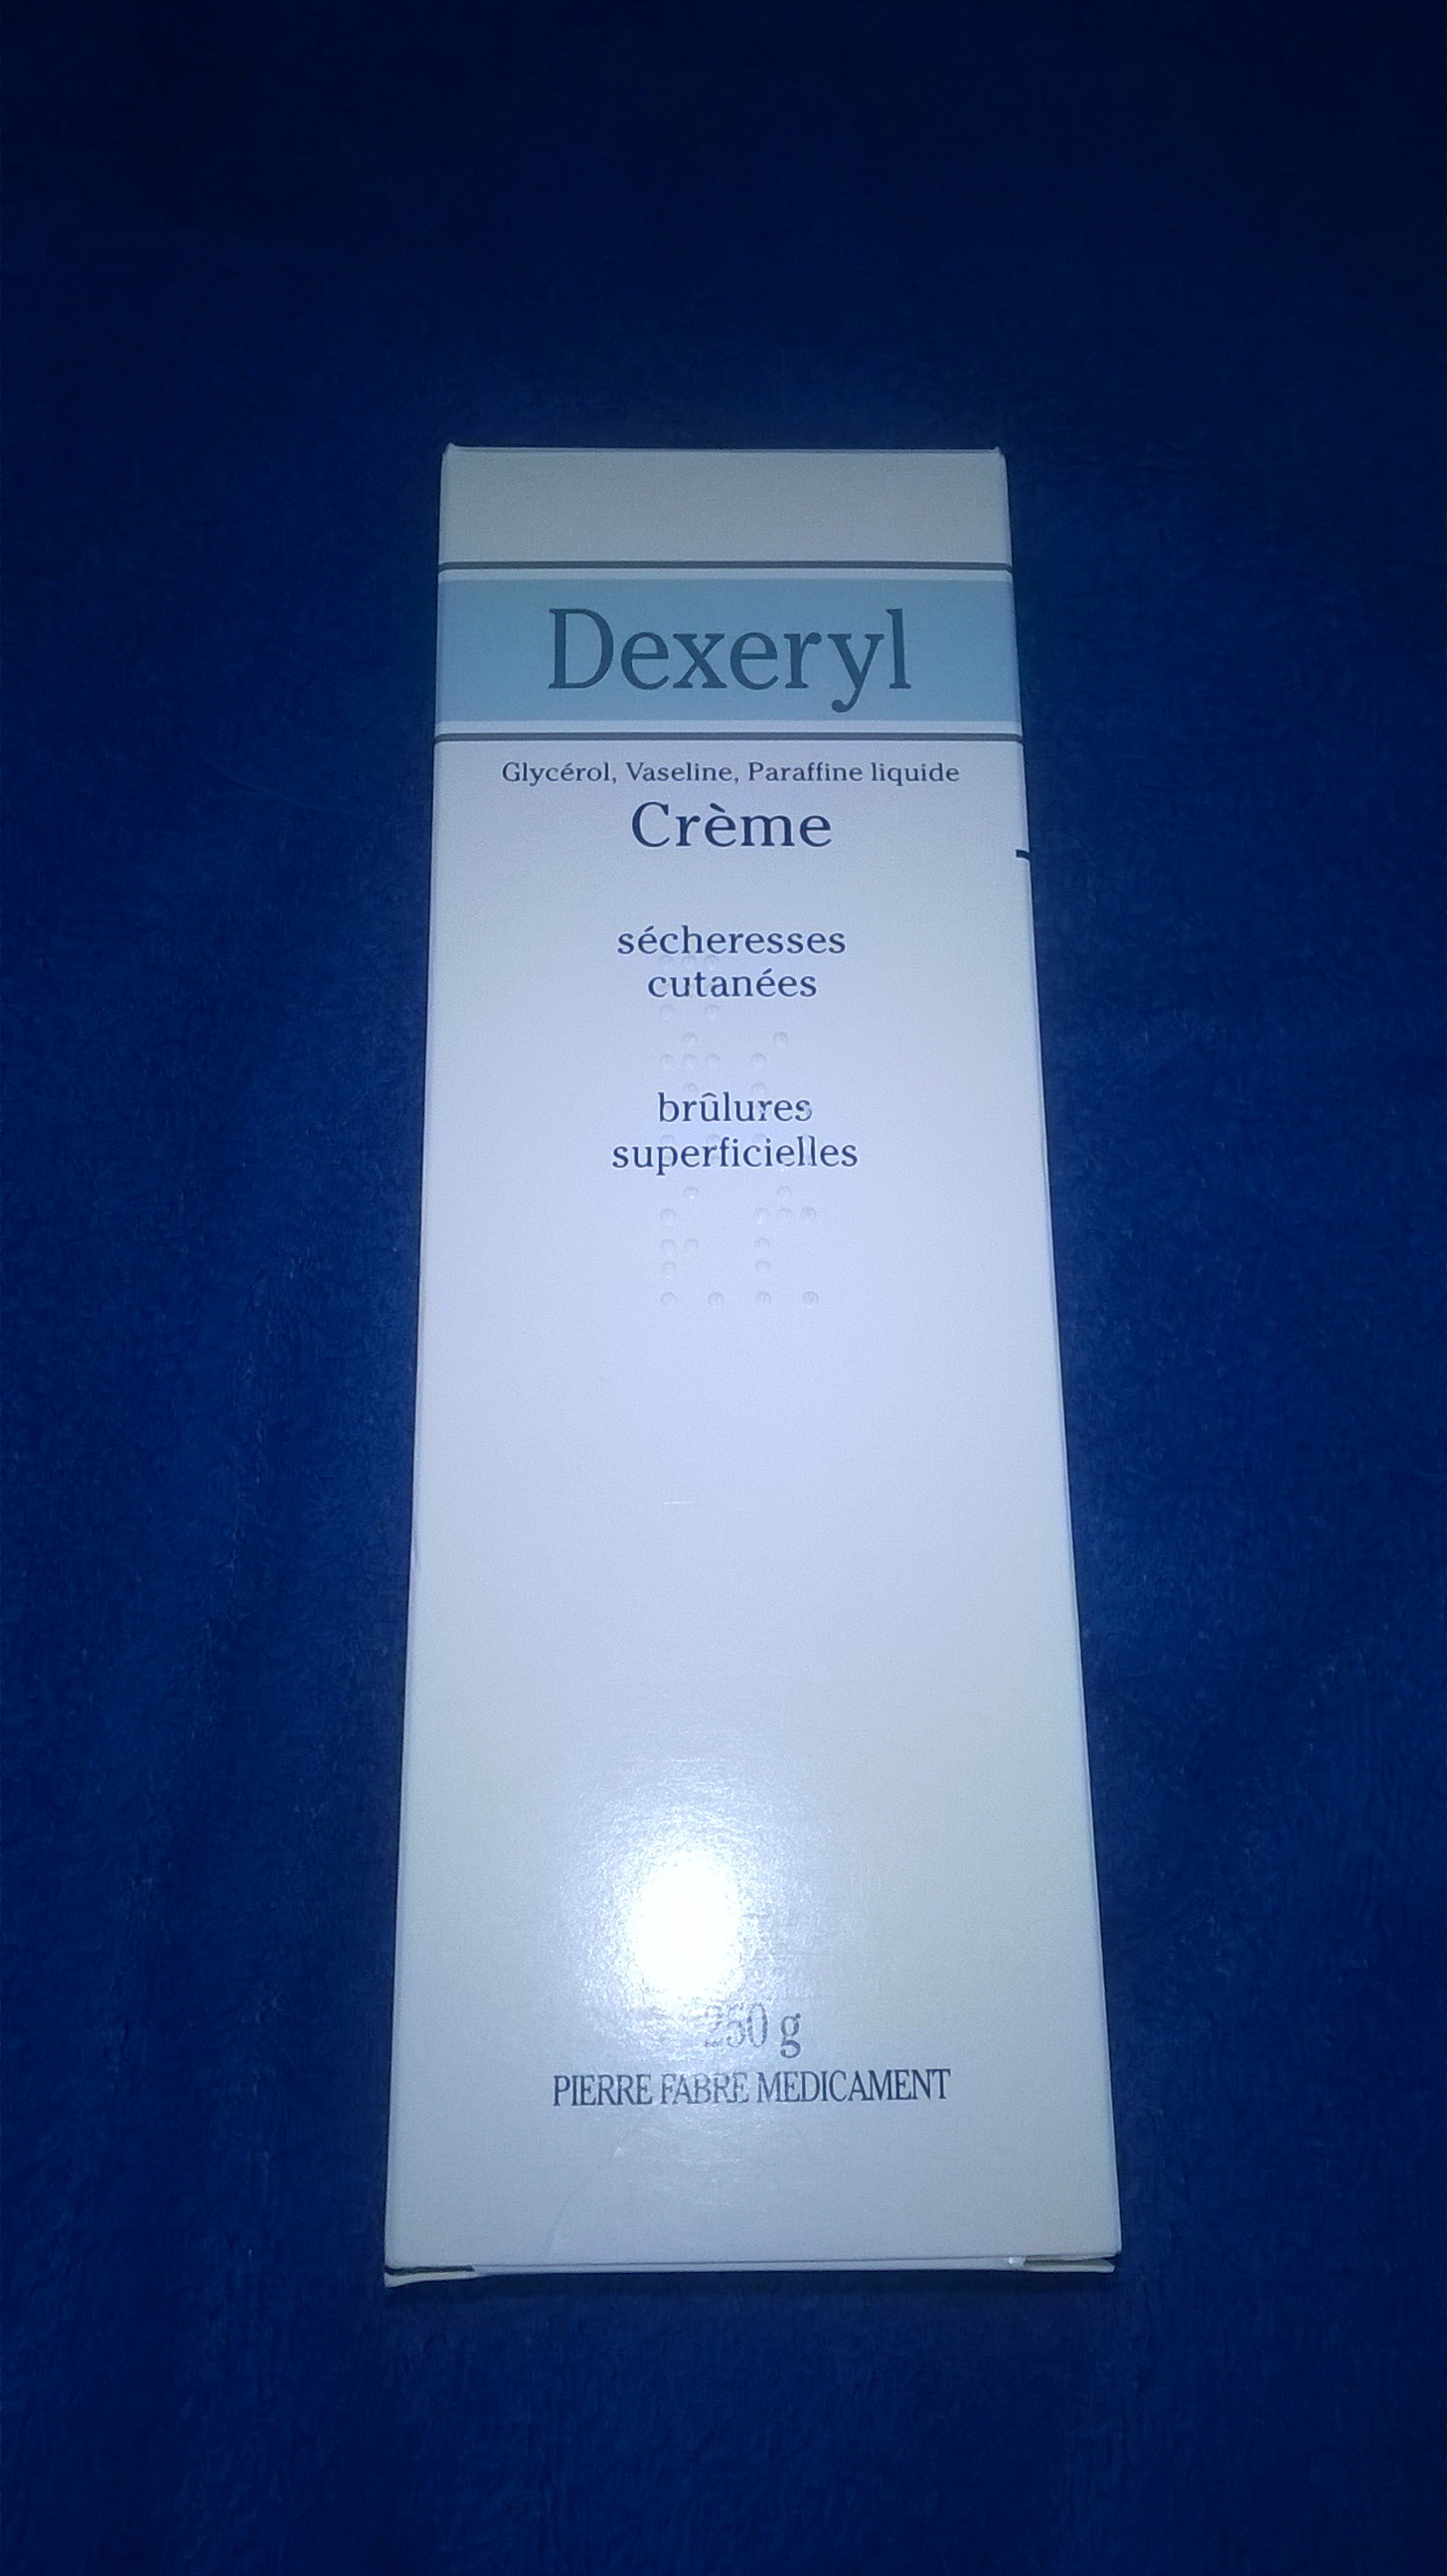 Dexeryl
Glycérol, Vaseline, Paraffine liquide
Crème
sécheresses
cutanées
brûlures
superficielles
250 g
PIERRE FABRE MEDICAMENT